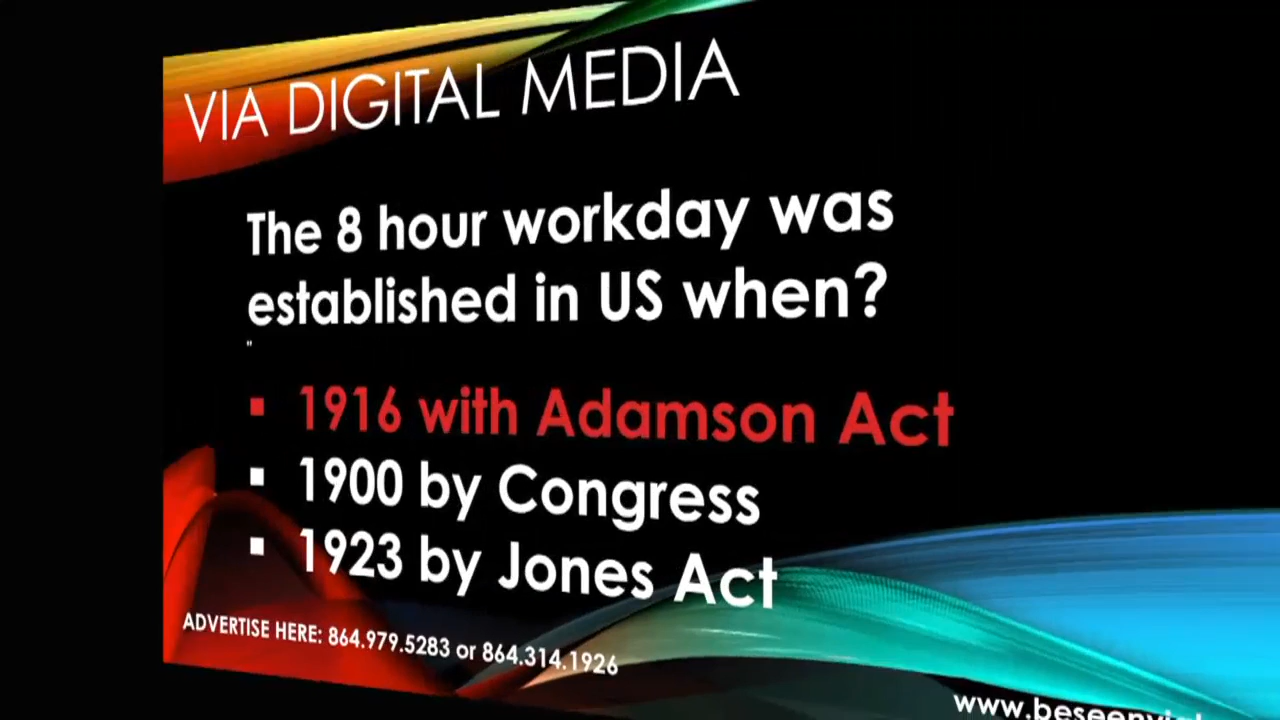 VIA DIGITAL MEDIA
The 8 hour workday was
established in US when?
"
▪ 1916 with Adamson Act
▪ 1900 by Congress
▪ 1923 by Jones Act
ADVERTISE HERE: 864.979.5283 or 864.314.1926